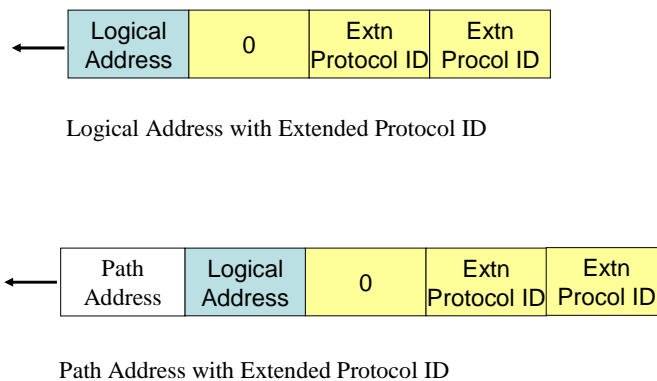 Logical Address 0 Extn Protocol ID Extn Procol ID
Logical Address with Extended Protocol ID
Path Address Logical Address 0 Extn Protocol ID Extn Procol ID
Path Address with Extended Protocol ID